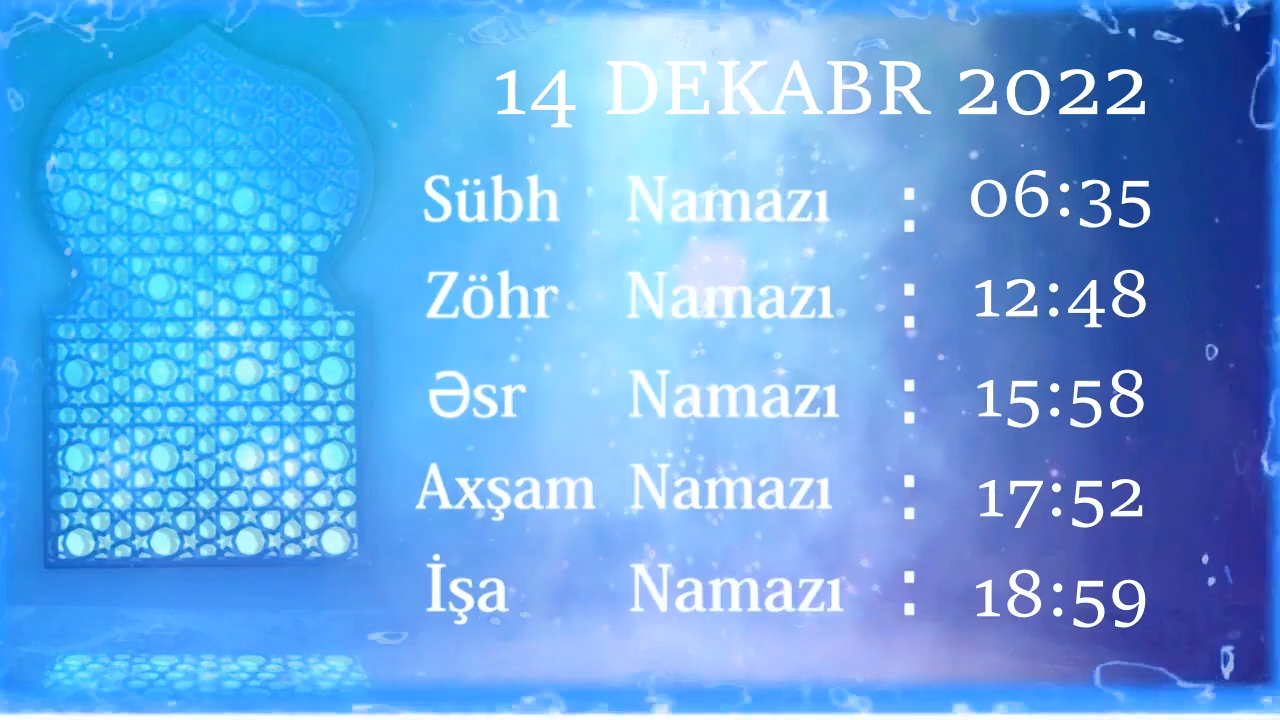 14 DEKABR 2022
Sübh Namazı : 06:35
Zöhr Namazı : 12:48
Əsr Namazı : 15:58
Axşam Namazı : 17:52
İşa Namazı : 18:59